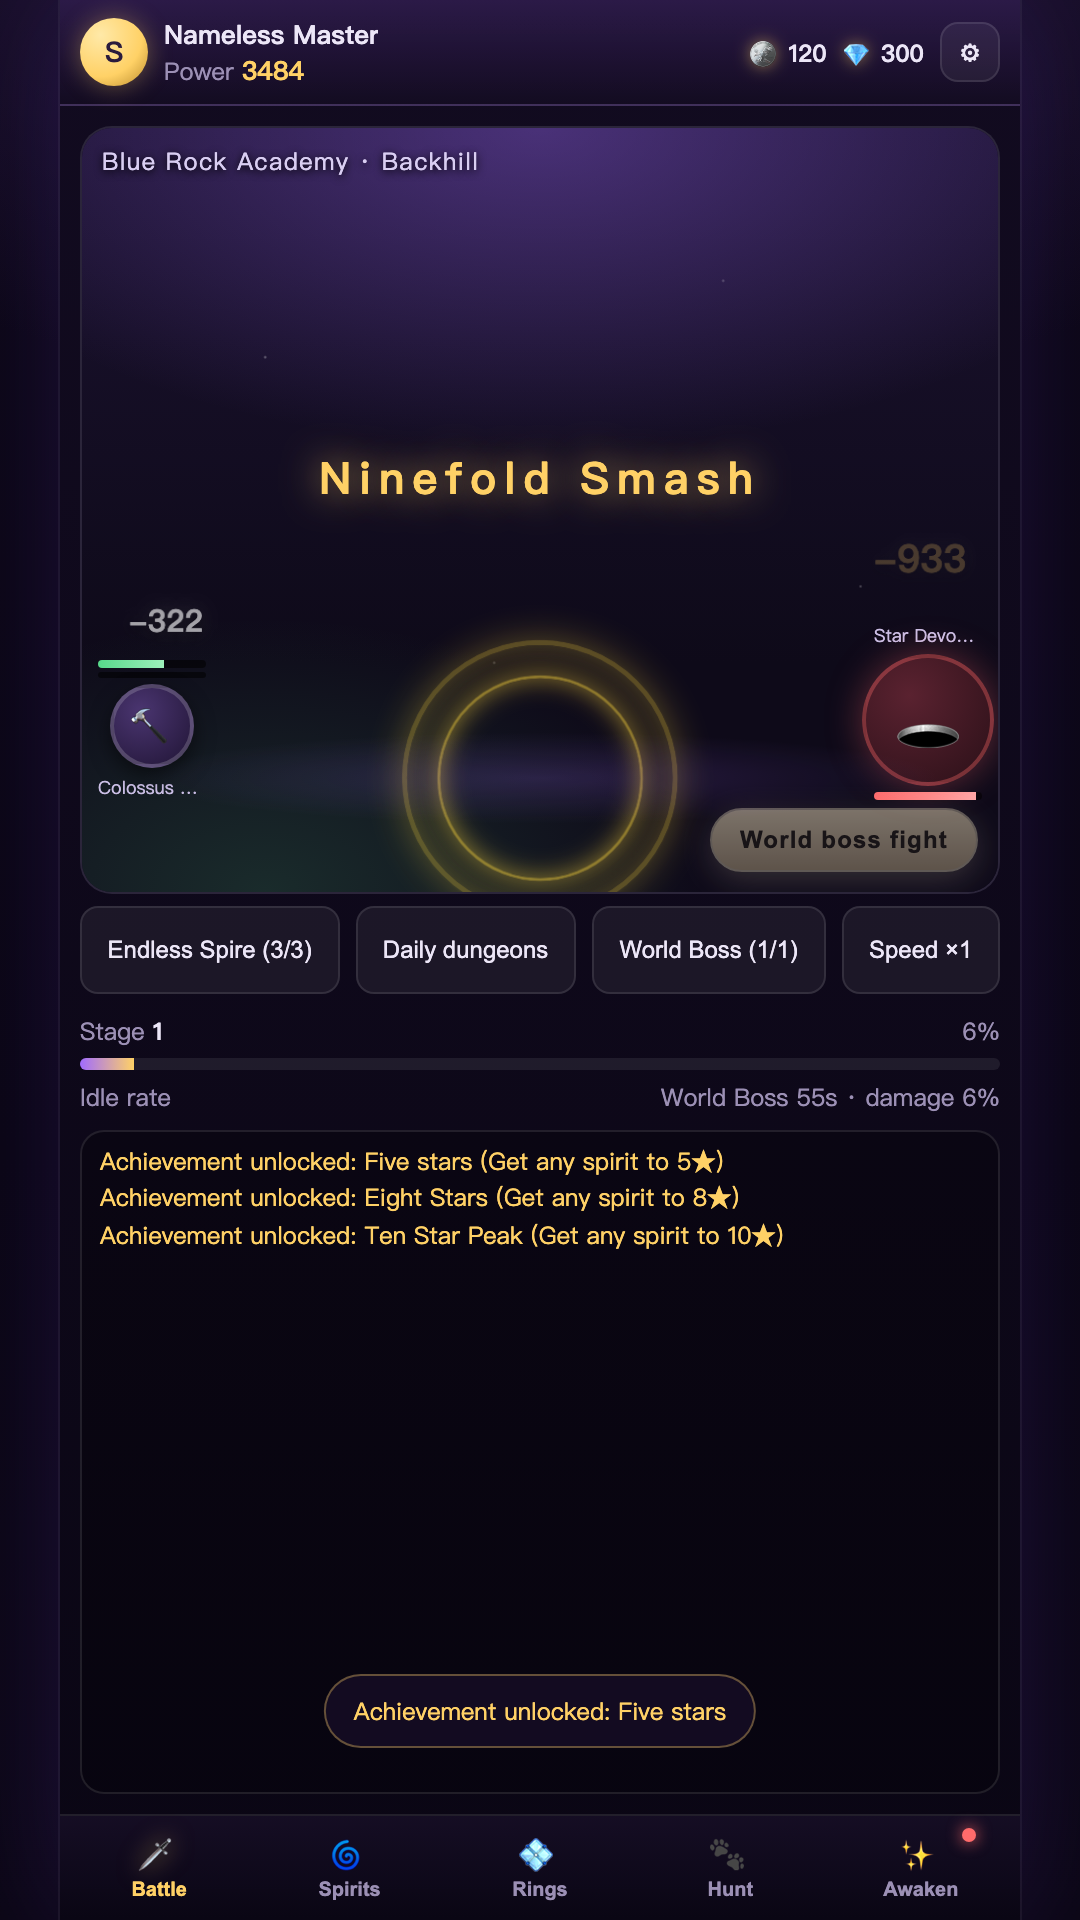 S
Nameless Master
Power 3484
120
300
Blue Rock Academy · Backhill
Ninefold Smash
–933
–322
Star Devo...
Colossus ...
World boss fight
Endless Spire (3/3)
Daily dungeons
World Boss (1/1)
Speed ×1
Stage 1
6%
Idle rate
World Boss 55s · damage 6%
Achievement unlocked: Five stars (Get any spirit to 5★)
Achievement unlocked: Eight Stars (Get any spirit to 8★)
Achievement unlocked: Ten Star Peak (Get any spirit to 10★)
Achievement unlocked: Five stars
Battle
Spirits
Rings
Hunt
Awaken